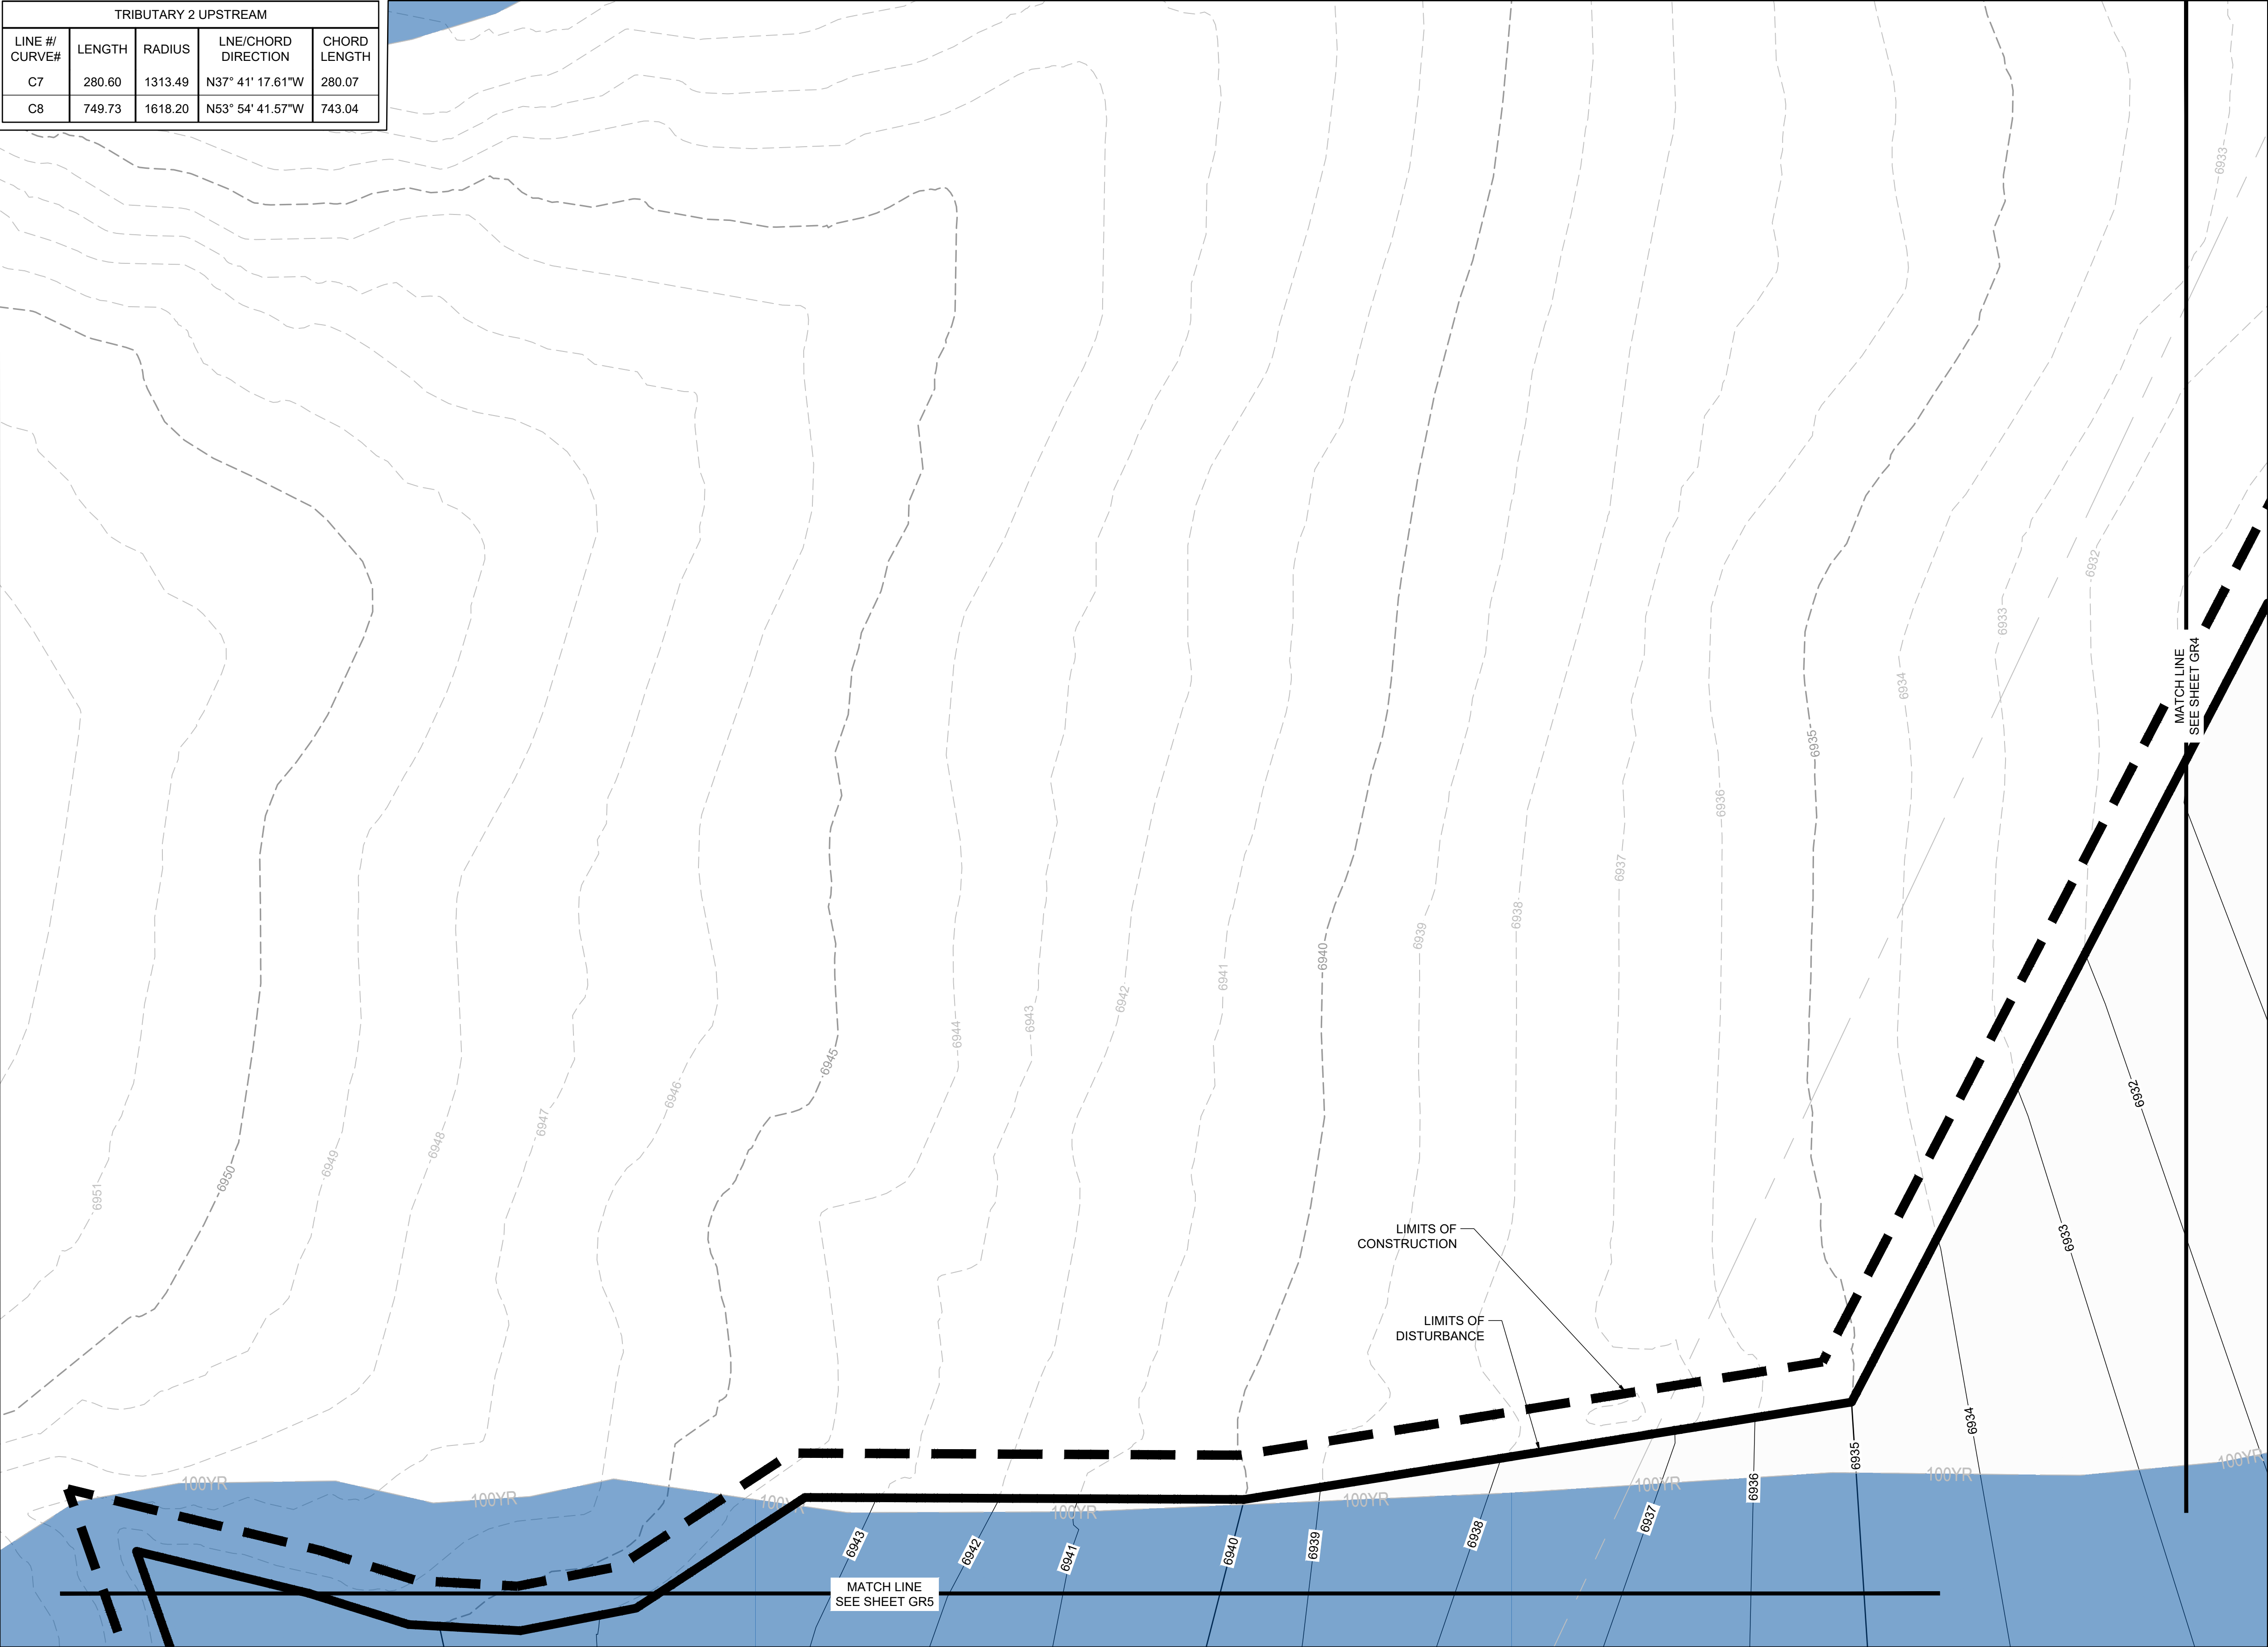 TRIBUTARY 2 UPSTREAM
LINE #/ CURVE# LENGTH RADIUS LNE/CHORD DIRECTION CHORD LENGTH
C7 280.60 1313.49 N37° 41' 17.61"W 280.07
C8 749.73 1618.20 N53° 54' 41.57"W 743.04
6933
6932
6933
6934
6935
6936
6937
6938
6939
6940
6941
6942
6943
6944
6945
6946
6947
6948
6949
6950
6951
MATCH LINE
SEE SHEET GR4
6932
6933
LIMITS OF
CONSTRUCTION
LIMITS OF
DISTURBANCE
6934
6935
6936
6937
6938
6939
6940
6941
6942
6943
100YR
100YR
100YR
100YR
100YR
100YR
100YR
100YR
MATCH LINE
SEE SHEET GR5